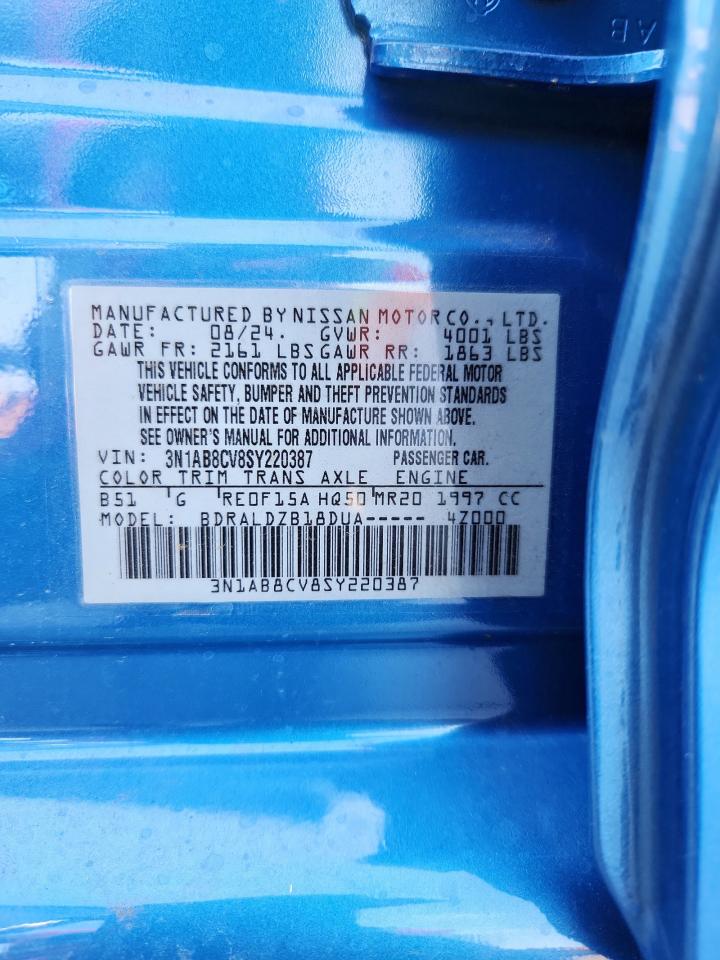 AB
MANUFACTURED BY NISSAN MOTOR CO., LTD.
DATE: 08/24. GVWR: 4001 LBS
GAWR FR: 2161 LBS GAWR RR: 1863 LBS
THIS VEHICLE CONFORMS TO ALL APPLICABLE FEDERAL MOTOR
VEHICLE SAFETY, BUMPER AND THEFT PREVENTION STANDARDS
IN EFFECT ON THE DATE OF MANUFACTURE SHOWN ABOVE.
SEE OWNER'S MANUAL FOR ADDITIONAL INFORMATION.
VIN: 3N1AB8CV8SY220387 PASSENGER CAR.
COLOR TRIM TRANS AXLE ENGINE
B51 G RE0F15A HQ50 MR20 1997 CC
MODEL: BDRALDZB18DUA----- 4Z000
3N1AB8CV8SY220387